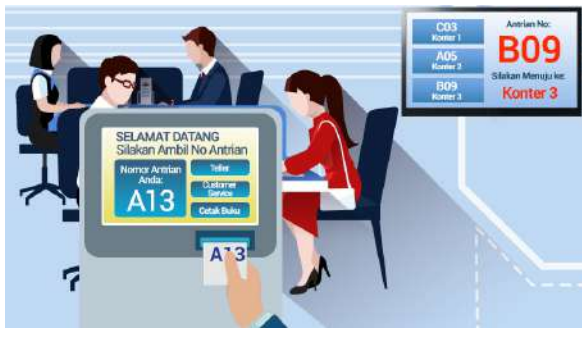 C03
Konter 1
A05
Konter 2
B09
Konter 3
Antrian No:
B09
Silakan Menuju ke:
Konter 3
SELAMAT DATANG
Silakan Ambil No Antrian
Nomor Antrian
Anda:
A13
Teller
Customer
Service
Cetak Buku
A13